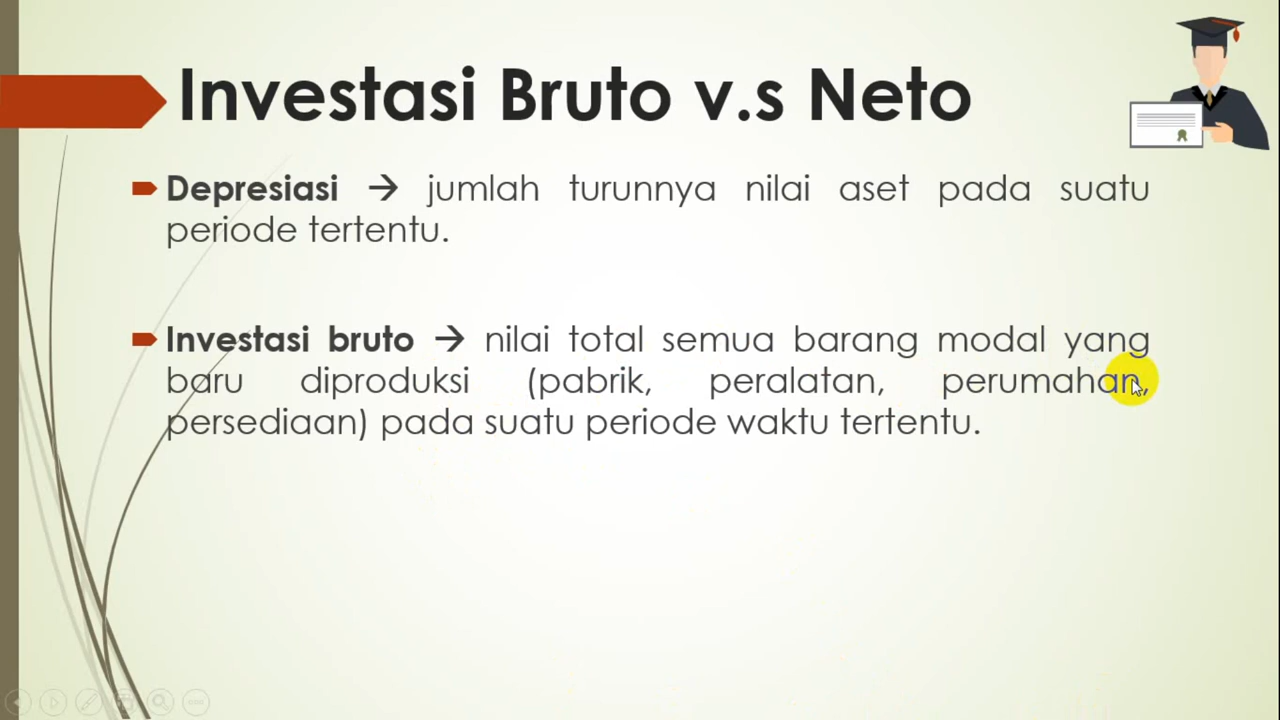 Investasi Bruto v.s Neto
Depresiasi → jumlah turunnya nilai aset pada suatu
periode tertentu.
Investasi bruto → nilai total semua barang modal yang
baru diproduksi (pabrik, peralatan, perumahan,
persediaan) pada suatu periode waktu tertentu.